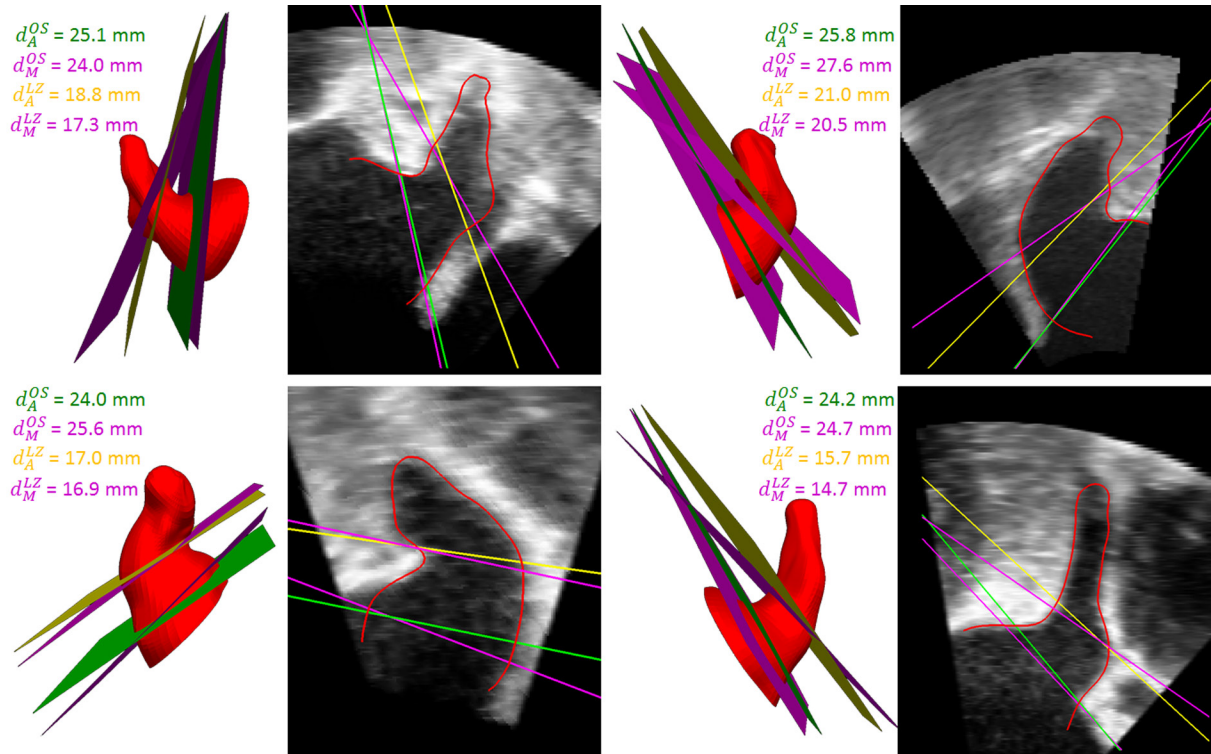 d_A^OS = 25.1 mm
d_M^OS = 24.0 mm
d_A^LZ = 18.8 mm
d_M^LZ = 17.3 mm
d_A^OS = 25.8 mm
d_M^OS = 27.6 mm
d_A^LZ = 21.0 mm
d_M^LZ = 20.5 mm
d_A^OS = 24.0 mm
d_M^OS = 25.6 mm
d_A^LZ = 17.0 mm
d_M^LZ = 16.9 mm
d_A^OS = 24.2 mm
d_M^OS = 24.7 mm
d_A^LZ = 15.7 mm
d_M^LZ = 14.7 mm